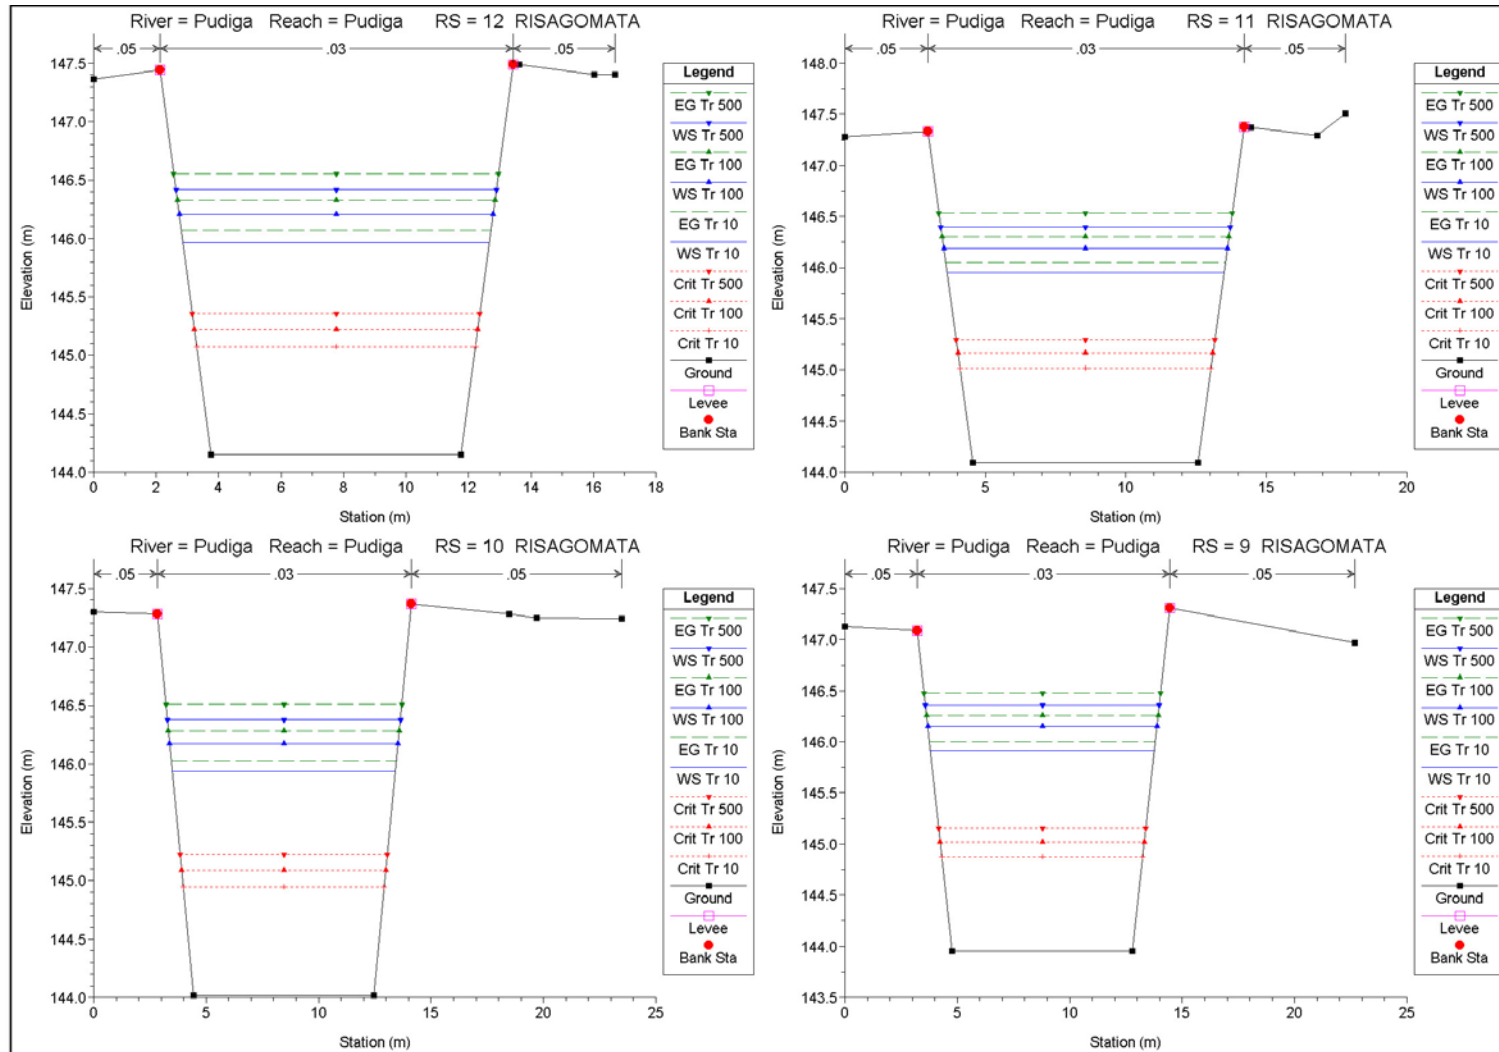 River = Pudiga Reach = Pudiga RS = 12 RISAGOMATA
.05 .03 .05
147.5
147.0
146.5
146.0
145.5
145.0
144.5
144.0
Elevation (m)
0 2 4 6 8 10 12 14 16 18
Station (m)
Legend
EG Tr 500
WS Tr 500
EG Tr 100
WS Tr 100
EG Tr 10
WS Tr 10
Crit Tr 500
Crit Tr 100
Crit Tr 10
Ground
Levee
Bank Sta
River = Pudiga Reach = Pudiga RS = 11 RISAGOMATA
.05 .03 .05
148.0
147.5
147.0
146.5
146.0
145.5
145.0
144.5
144.0
Elevation (m)
0 5 10 15 20
Station (m)
Legend
EG Tr 500
WS Tr 500
EG Tr 100
WS Tr 100
EG Tr 10
WS Tr 10
Crit Tr 500
Crit Tr 100
Crit Tr 10
Ground
Levee
Bank Sta
River = Pudiga Reach = Pudiga RS = 10 RISAGOMATA
.05 .03 .05
147.5
147.0
146.5
146.0
145.5
145.0
144.5
144.0
Elevation (m)
0 5 10 15 20 25
Station (m)
Legend
EG Tr 500
WS Tr 500
EG Tr 100
WS Tr 100
EG Tr 10
WS Tr 10
Crit Tr 500
Crit Tr 100
Crit Tr 10
Ground
Levee
Bank Sta
River = Pudiga Reach = Pudiga RS = 9 RISAGOMATA
.05 .03 .05
147.5
147.0
146.5
146.0
145.5
145.0
144.5
144.0
143.5
Elevation (m)
0 5 10 15 20 25
Station (m)
Legend
EG Tr 500
WS Tr 500
EG Tr 100
WS Tr 100
EG Tr 10
WS Tr 10
Crit Tr 500
Crit Tr 100
Crit Tr 10
Ground
Levee
Bank Sta